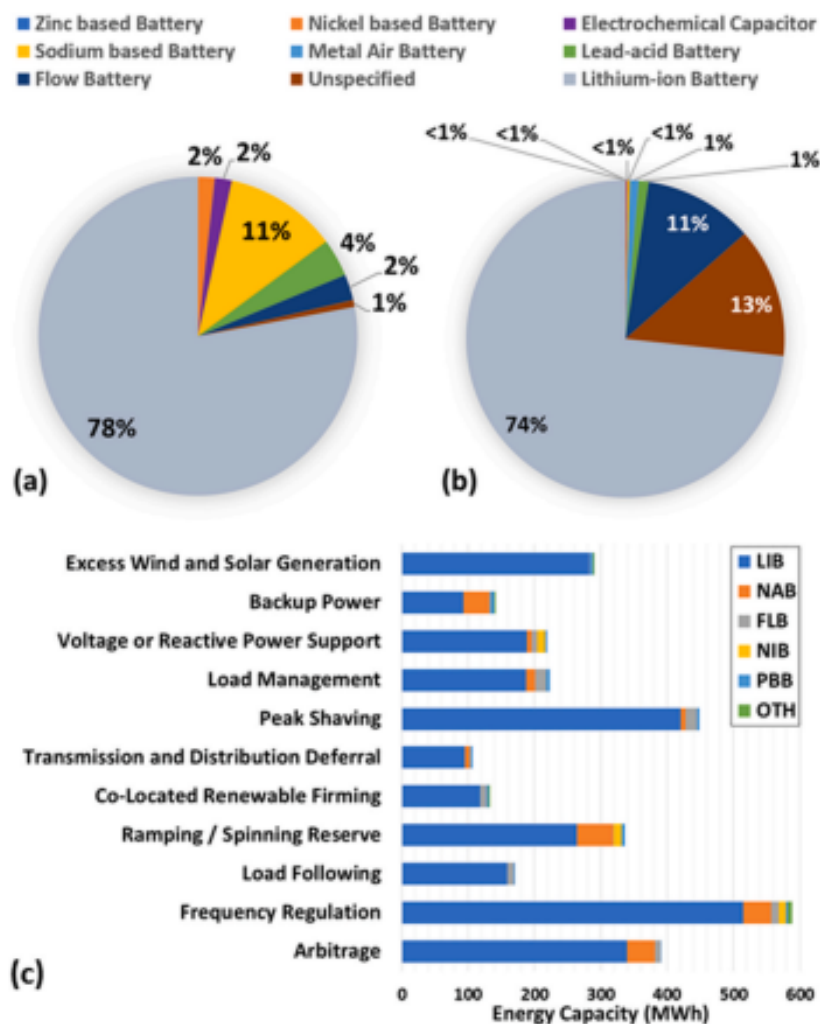 Zinc based Battery Nickel based Battery Electrochemical Capacitor
Sodium based Battery Metal Air Battery Lead-acid Battery
Flow Battery Unspecified Lithium-ion Battery
2% 2% 11% 4% 2% 1% 78%
(a)
<1% <1% <1% <1% 1% 1% 11% 13% 74%
(b)
Excess Wind and Solar Generation
Backup Power
Voltage or Reactive Power Support
Load Management
Peak Shaving
Transmission and Distribution Deferral
Co-Located Renewable Firming
Ramping / Spinning Reserve
Load Following
Frequency Regulation
Arbitrage
LIB
NAB
FLB
NIB
PBB
OTH
(c)
0 100 200 300 400 500 600
Energy Capacity (MWh)